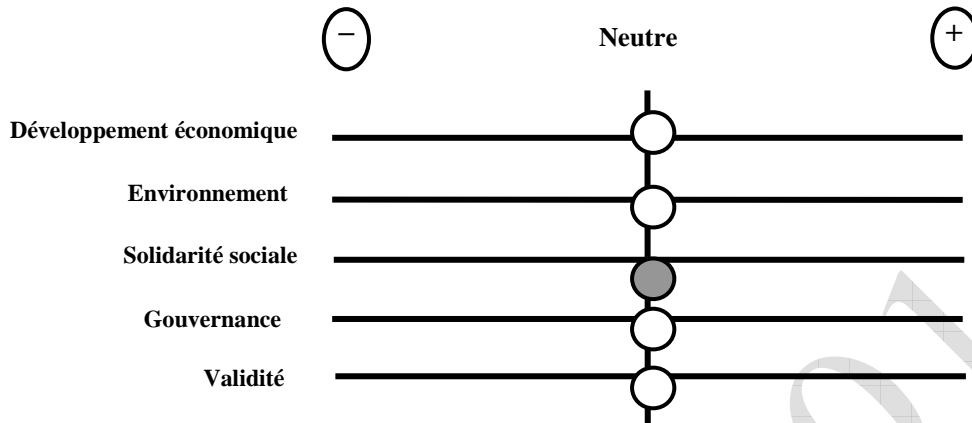 − Neutre +
Développement économique
Environnement
Solidarité sociale
Gouvernance
Validité